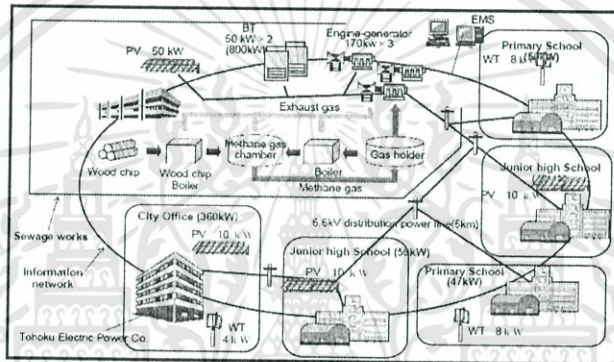 BT
50 kW > 2
(800kW)
Engine-generator
170kw > 3
EMS
PV 50 kW
Primary School
WT 8 kW
Exhaust gas
Methane gas
chamber
Boiler
Gas holder
Wood chip
Wood chip
Boiler
Methane gas
Junior high School
PV 10 kW
City Office (360kW)
PV 10 kW
6.6kV distribution power line(5km)
Sewage works
Information
network
Junior high School (59kW)
PV 10 kW
Primary School
(47kW)
Tohoku Electric Power Co.
WT
4 kW
WT 8 kW